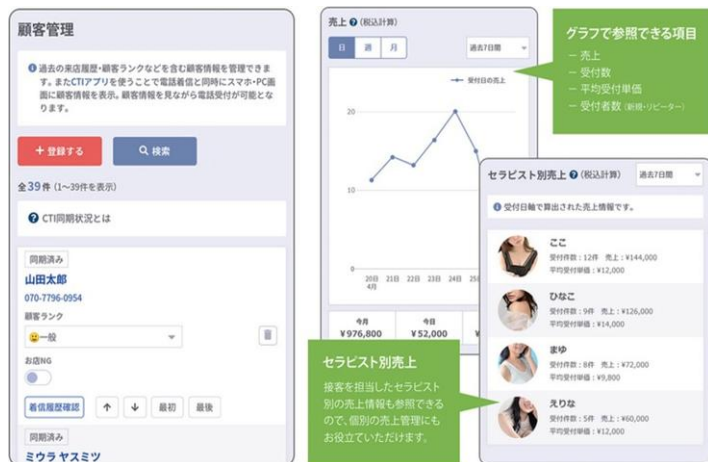 顧客管理
過去の来店履歴・顧客ランクなどを含む顧客情報を管理できま
す。またCTIアプリを使うことで電話着信と同時にスマホ・PC画
面に顧客情報を表示。顧客情報を見ながら電話受付が可能とな
ります。
+ 登録する
検索
全39件 (1〜39件を表示)
CTI同期状況とは
同期済み
山田太郎
070-7796-0954
顧客ランク
一般
お店NG
着信履歴確認
↑
↓
最初
最後
同期済み
ミウラ ヤスミツ
売上 (税込計算)
日
週
月
過去7日間
受付日の売上
20
10
0
20日
4月
21日
22日
23日
24日
25日
今月
¥976,800
今日
¥52,000
グラフで参照できる項目
− 売上
− 受付数
− 平均受付単価
− 受付者数 (新規・リピーター)
セラピスト別売上 (税込計算)
過去7日間
受付日軸で算出された売上情報です。
ここ
受付件数:12件 売上:¥144,000
平均受付単価:¥12,000
ひなこ
受付件数:9件 売上:¥126,000
平均受付単価:¥14,000
まゆ
受付件数:8件 売上:¥72,000
平均受付単価:¥9,800
えりな
受付件数:5件 売上:¥60,000
平均受付単価:¥12,000
セラピスト別売上
接客を担当したセラピスト
別の売上情報も参照できる
ので、個別の売上管理にも
お役立ていただけます。